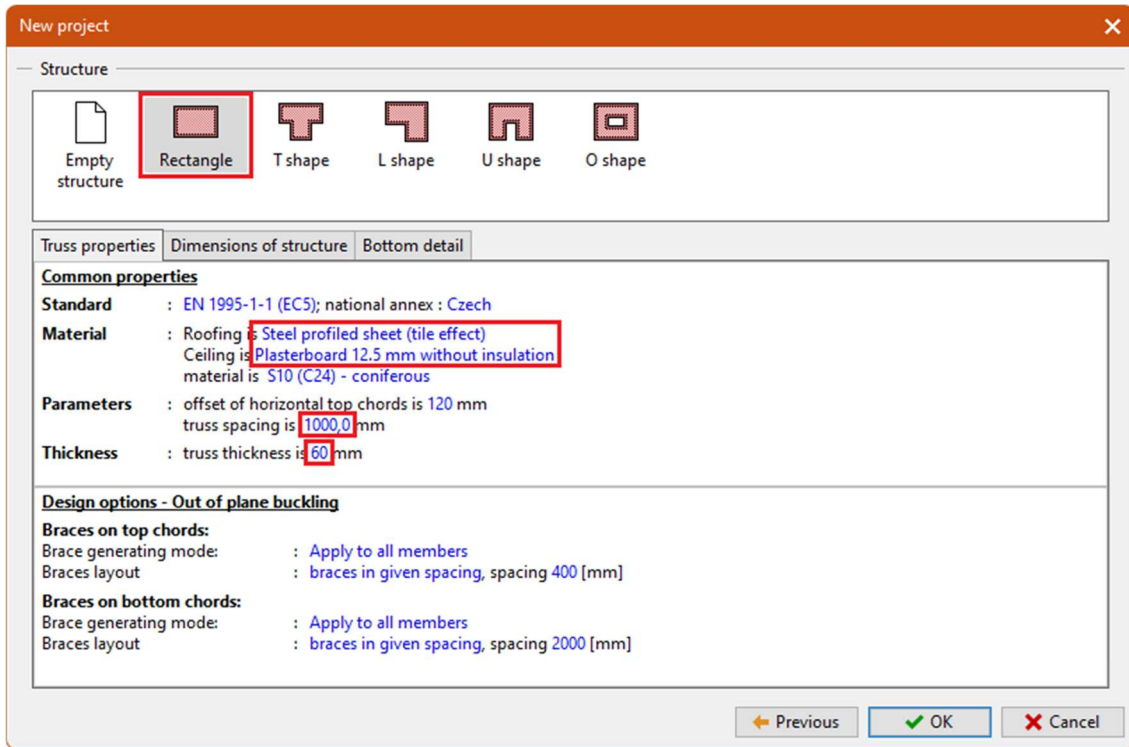 New project
Structure
Empty structure
Rectangle
T shape
L shape
U shape
O shape
Truss properties
Dimensions of structure
Bottom detail
Common properties
Standard : EN 1995-1-1 (EC5); national annex : Czech
Material : Roofing is Steel profiled sheet (tile effect)
Ceiling is Plasterboard 12.5 mm without insulation
material is S10 (C24) - coniferous
Parameters : offset of horizontal top chords is 120 mm
truss spacing is 1000,0 mm
Thickness : truss thickness is 60 mm
Design options - Out of plane buckling
Braces on top chords:
Brace generating mode: : Apply to all members
Braces layout : braces in given spacing, spacing 400 [mm]
Braces on bottom chords:
Brace generating mode: : Apply to all members
Braces layout : braces in given spacing, spacing 2000 [mm]
Previous
OK
Cancel